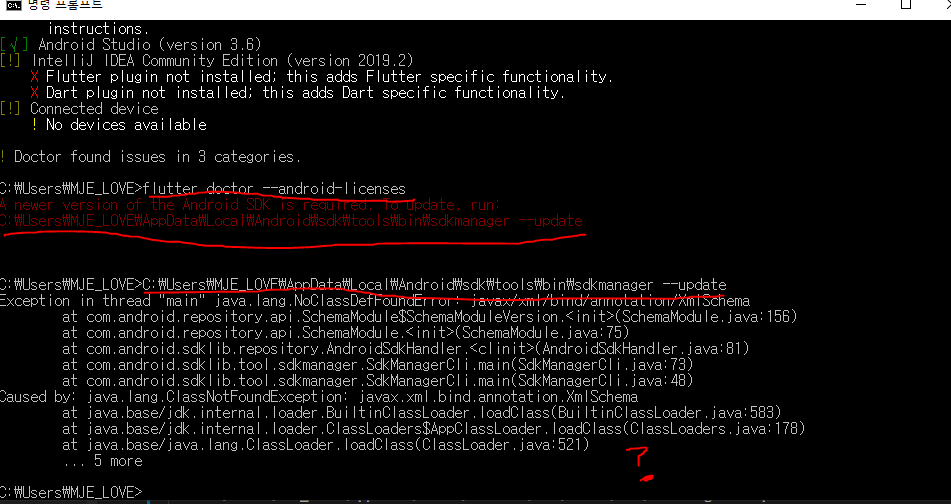 명령 프롬프트
instructions.
[√] Android Studio (version 3.6)
[!] IntelliJ IDEA Community Edition (version 2019.2)
X Flutter plugin not installed; this adds Flutter specific functionality.
X Dart plugin not installed; this adds Dart specific functionality.
[!] Connected device
! No devices available
! Doctor found issues in 3 categories.
C:₩Users₩MJE_LOVE>flutter doctor --android-licenses
A newer version of the Android SDK is required. To update, run:
C:₩Users₩MJE_LOVE₩AppData₩Local₩Android₩sdk₩tools₩bin₩sdkmanager --update
C:₩Users₩MJE_LOVE>C:₩Users₩MJE_LOVE₩AppData₩Local₩Android₩sdk₩tools₩bin₩sdkmanager --update
Exception in thread "main" java.lang.NoClassDefFoundError: javax/xml/bind/annotation/XmlSchema
at com.android.repository.api.SchemaModule$SchemaModuleVersion.<init>(SchemaModule.java:156)
at com.android.repository.api.SchemaModule.<init>(SchemaModule.java:75)
at com.android.sdklib.repository.AndroidSdkHandler.<clinit>(AndroidSdkHandler.java:81)
at com.android.sdklib.tool.sdkmanager.SdkManagerCli.main(SdkManagerCli.java:73)
at com.android.sdklib.tool.sdkmanager.SdkManagerCli.main(SdkManagerCli.java:48)
Caused by: java.lang.ClassNotFoundException: javax.xml.bind.annotation.XmlSchema
at java.base/jdk.internal.loader.BuiltinClassLoader.loadClass(BuiltinClassLoader.java:583)
at java.base/jdk.internal.loader.ClassLoaders$AppClassLoader.loadClass(ClassLoaders.java:178)
at java.base/java.lang.ClassLoader.loadClass(ClassLoader.java:521)
... 5 more
?
C:₩Users₩MJE_LOVE>